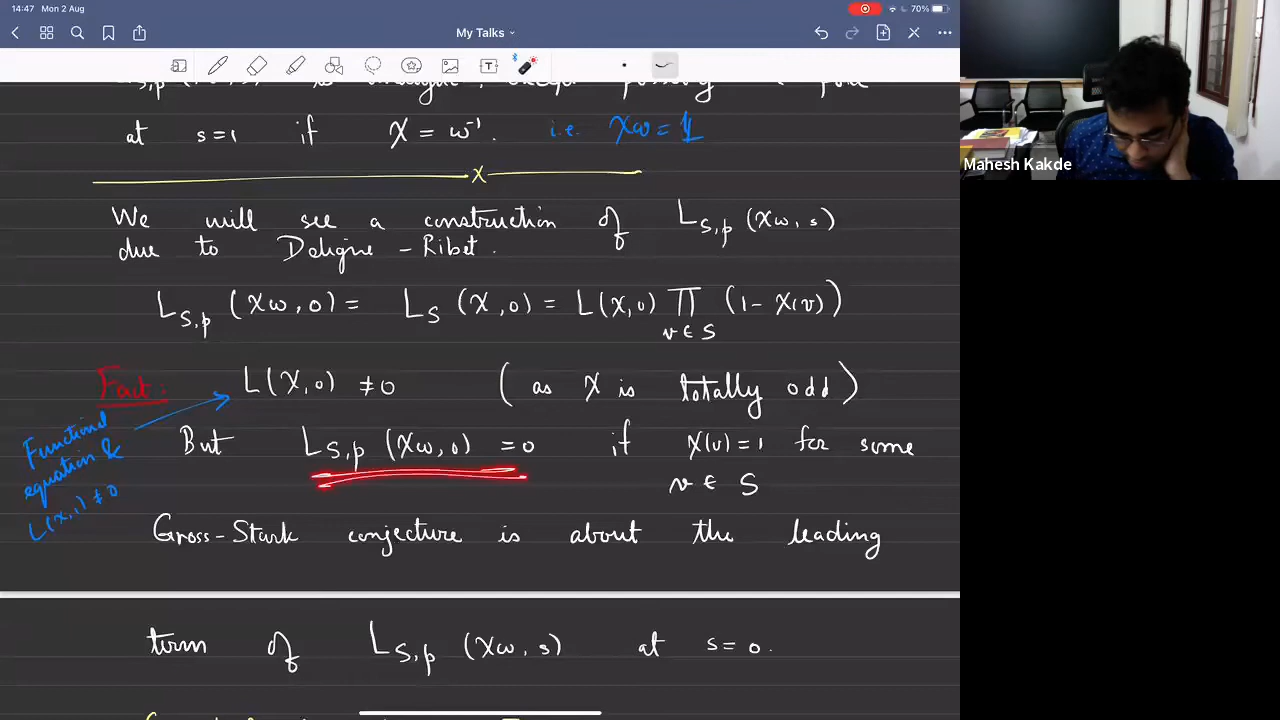 14:47 Mon 2 Aug
70%
My Talks
at s=1 if χ = ω⁻¹. i.e. χω = 𝟙
x
We will see a construction of L_{S,p} (χω, s)
due to Deligne - Ribet.
L_{S,p} (χω, 0) = L_S (χ, 0) = L(χ, 0) ∏_{v ∈ S} (1 - χ(v))
Fact: L(χ, 0) ≠ 0 (as χ is totally odd)
Functional equation & L(χ, 1) ≠ 0
But L_{S,p} (χω, 0) = 0 if χ(v) = 1 for some
v ∈ S
Gross-Stark conjecture is about the leading
term of L_{S,p} (χω, s) at s = 0.
Mahesh Kakde